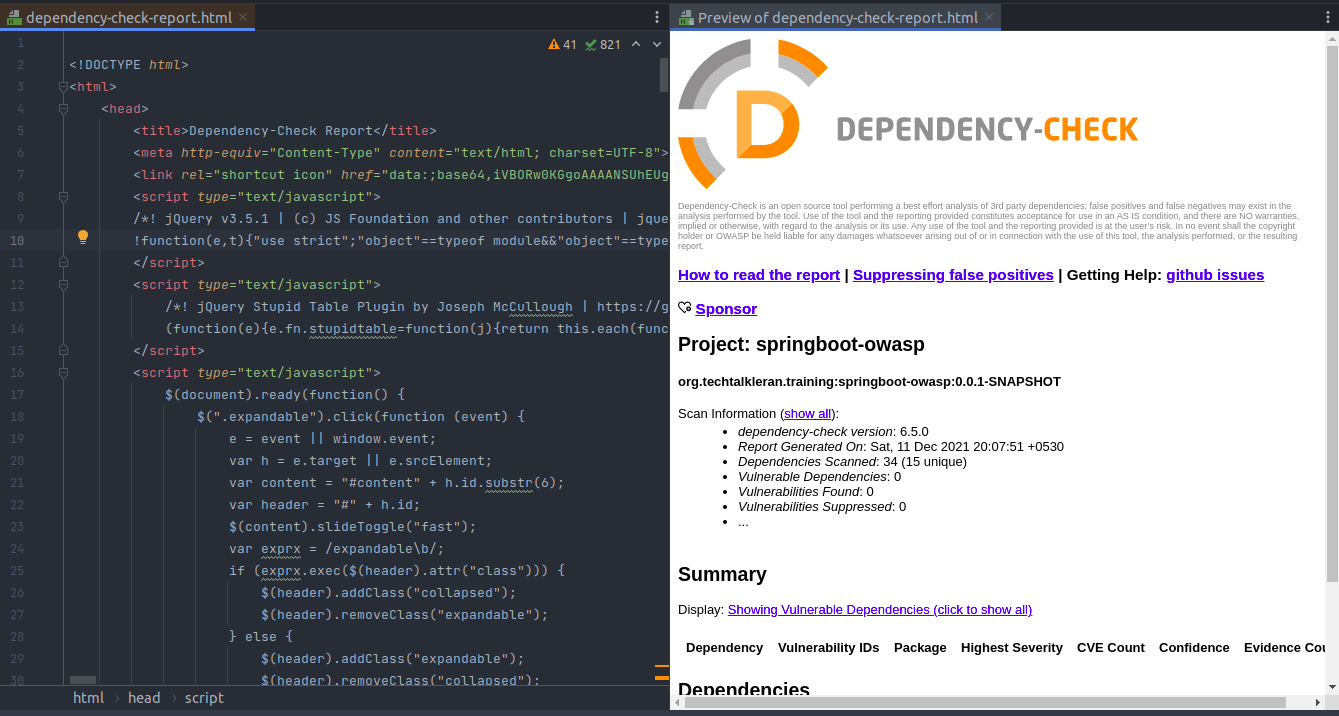 dependency-check-report.html
41 821
1
2 <!DOCTYPE html>
3 <html>
4 <head>
5 <title>Dependency-Check Report</title>
6 <meta http-equiv="Content-Type" content="text/html; charset=UTF-8">
7 <link rel="shortcut icon" href="data:;base64,iVBORw0KGgoAAAANSUhEUg
8 <script type="text/javascript">
9 /*! jQuery v3.5.1 | (c) JS Foundation and other contributors | jque
10 !function(e,t){"use strict";"object"==typeof module&&"object"==type
11 </script>
12 <script type="text/javascript">
13 /*! jQuery Stupid Table Plugin by Joseph McCullough | https://g
14 (function(e){e.fn.stupidtable=function(j){return this.each(func
15 </script>
16 <script type="text/javascript">
17 $(document).ready(function() {
18 $(".expandable").click(function (event) {
19 e = event || window.event;
20 var h = e.target || e.srcElement;
21 var content = "#content" + h.id.substr(6);
22 var header = "#" + h.id;
23 $(content).slideToggle("fast");
24 var exprx = /expandable\b/;
25 if (exprx.exec($(header).attr("class"))) {
26 $(header).addClass("collapsed");
27 $(header).removeClass("expandable");
28 } else {
29 $(header).addClass("expandable");
30 $(header).removeClass("collapsed");
html › head › script
Preview of dependency-check-report.html
D
DEPENDENCY-CHECK
Dependency-Check is an open source tool performing a best effort analysis of 3rd party dependencies; false positives and false negatives may exist in the
analysis performed by the tool. Use of the tool and the reporting provided constitutes acceptance for use in an AS IS condition, and there are NO warranties,
implied or otherwise, with regard to the analysis or its use. Any use of the tool and the reporting provided is at the user's risk. In no event shall the copyright
holder or OWASP be held liable for any damages whatsoever arising out of or in connection with the use of this tool, the analysis performed, or the resulting
report.
How to read the report | Suppressing false positives | Getting Help: github issues
Sponsor
Project: springboot-owasp
org.techtalkleran.training:springboot-owasp:0.0.1-SNAPSHOT
Scan Information (show all):
• dependency-check version: 6.5.0
• Report Generated On: Sat, 11 Dec 2021 20:07:51 +0530
• Dependencies Scanned: 34 (15 unique)
• Vulnerable Dependencies: 0
• Vulnerabilities Found: 0
• Vulnerabilities Suppressed: 0
• ...
Summary
Display: Showing Vulnerable Dependencies (click to show all)
Dependency Vulnerability IDs Package Highest Severity CVE Count Confidence Evidence Cou
Dependencies